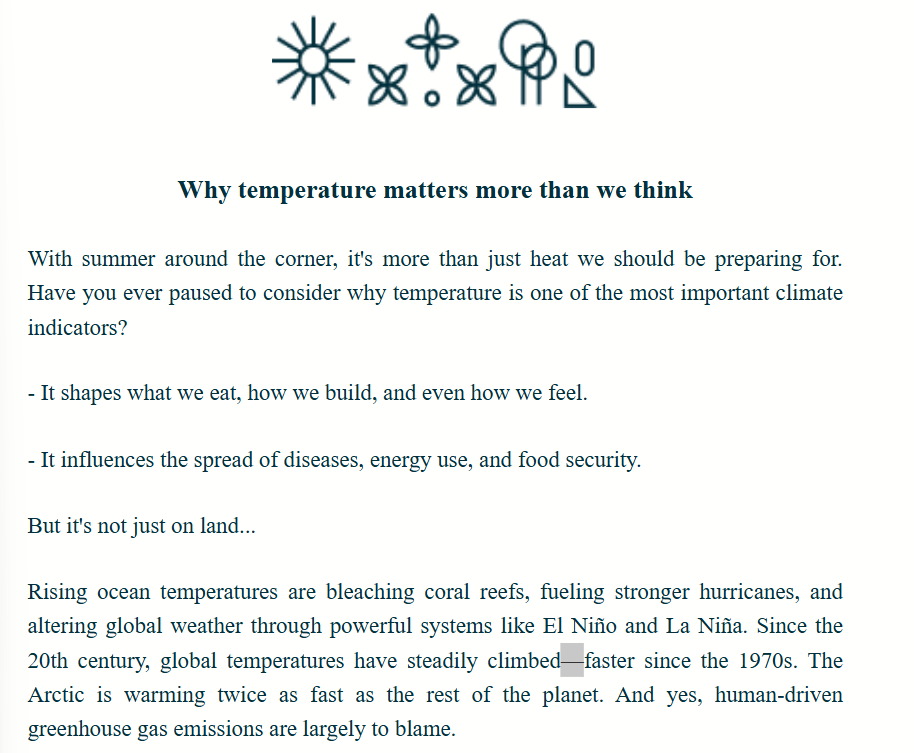 Why temperature matters more than we think
With summer around the corner, it's more than just heat we should be preparing for.
Have you ever paused to consider why temperature is one of the most important climate
indicators?
- It shapes what we eat, how we build, and even how we feel.
- It influences the spread of diseases, energy use, and food security.
But it's not just on land...
Rising ocean temperatures are bleaching coral reefs, fueling stronger hurricanes, and
altering global weather through powerful systems like El Niño and La Niña. Since the
20th century, global temperatures have steadily climbed—faster since the 1970s. The
Arctic is warming twice as fast as the rest of the planet. And yes, human-driven
greenhouse gas emissions are largely to blame.